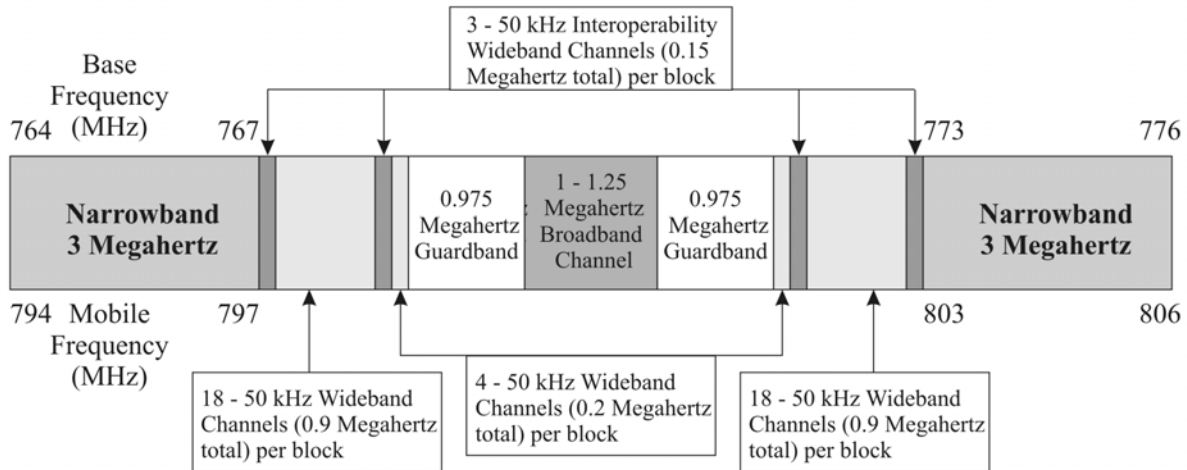 3 - 50 kHz Interoperability
Wideband Channels (0.15
Megahertz total) per block
Base
Frequency
(MHz)
764
767
773
776
Narrowband
3 Megahertz
0.975
Megahertz
Guardband
1 - 1.25
Megahertz
Broadband
Channel
0.975
Megahertz
Guardband
Narrowband
3 Megahertz
794
Mobile
Frequency
(MHz)
797
803
806
18 - 50 kHz Wideband
Channels (0.9 Megahertz
total) per block
4 - 50 kHz Wideband
Channels (0.2 Megahertz
total) per block
18 - 50 kHz Wideband
Channels (0.9 Megahertz
total) per block